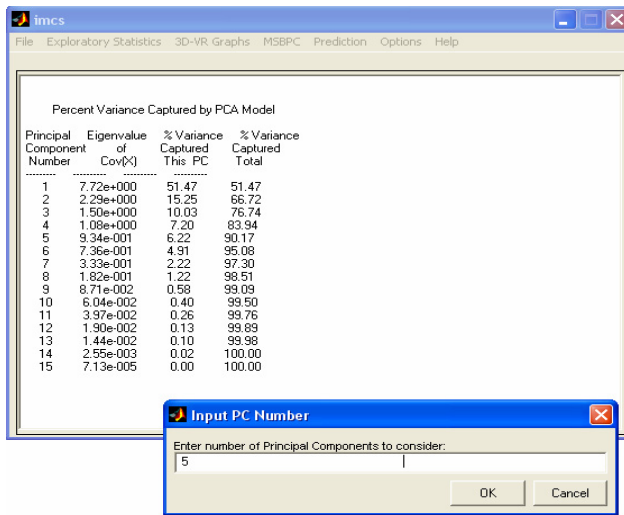 imcs
File Exploratory Statistics 3D-VR Graphs MSBPC Prediction Options Help
Percent Variance Captured by PCA Model
Principal Eigenvalue % Variance % Variance
Component of Captured Captured
Number Cov(X) This PC Total
--------- --------- --------- ---------
1 7.72e+000 51.47 51.47
2 2.29e+000 15.25 66.72
3 1.50e+000 10.03 76.74
4 1.08e+000 7.20 83.94
5 9.34e-001 6.22 90.17
6 7.36e-001 4.91 95.08
7 3.33e-001 2.22 97.30
8 1.82e-001 1.22 98.51
9 8.71e-002 0.58 99.09
10 6.04e-002 0.40 99.50
11 3.97e-002 0.26 99.76
12 1.90e-002 0.13 99.89
13 1.44e-002 0.10 99.98
14 2.55e-003 0.02 100.00
15 7.13e-005 0.00 100.00
Input PC Number
Enter number of Principal Components to consider:
5
OK Cancel